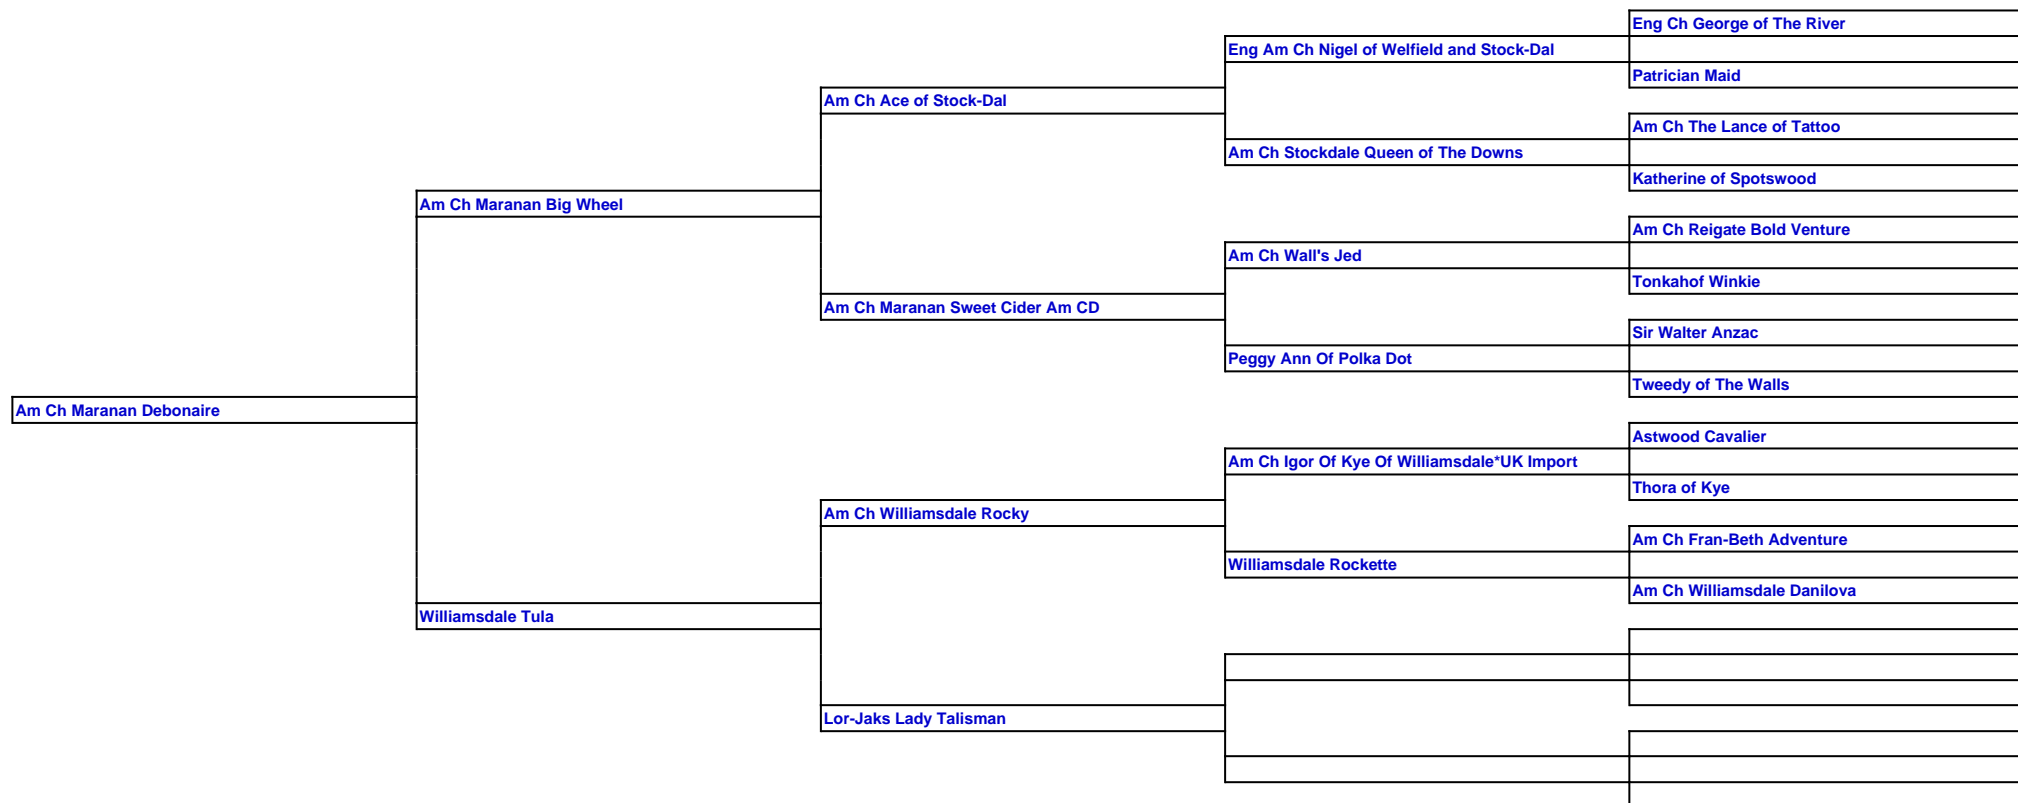 Eng Ch George of The River
Eng Am Ch Nigel of Welfield and Stock-Dal
Patrician Maid
Am Ch Ace of Stock-Dal
Am Ch The Lance of Tattoo
Am Ch Stockdale Queen of The Downs
Katherine of Spotswood
Am Ch Maranan Big Wheel
Am Ch Reigate Bold Venture
Am Ch Wall's Jed
Tonkahof Winkie
Am Ch Maranan Sweet Cider Am CD
Sir Walter Anzac
Peggy Ann Of Polka Dot
Tweedy of The Walls
Am Ch Maranan Debonaire
Astwood Cavalier
Am Ch Igor Of Kye Of Williamsdale*UK Import
Thora of Kye
Am Ch Williamsdale Rocky
Am Ch Fran-Beth Adventure
Williamsdale Rockette
Am Ch Williamsdale Danilova
Williamsdale Tula
Lor-Jaks Lady Talisman